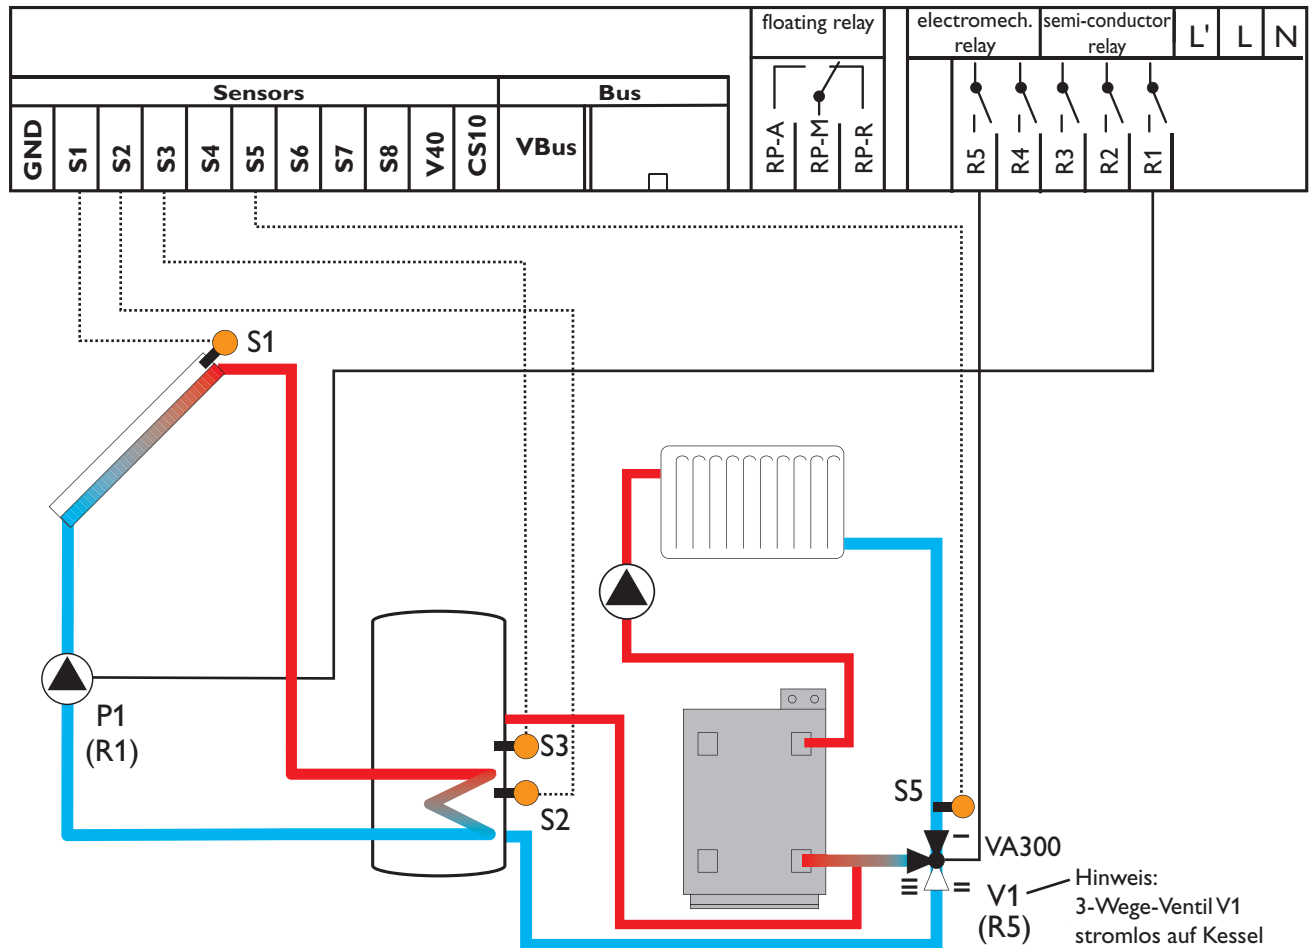 floating relay
electromech.
relay
semi-conductor
relay
L'
L
N
Sensors
Bus
GND
S1
S2
S3
S4
S5
S6
S7
S8
V40
CS10
VBus
RP-A
RP-M
RP-R
R5
R4
R3
R2
R1
S1
P1
(R1)
S3
S2
S5
VA300
V1
(R5)
Hinweis:
3-Wege-Ventil V1
stromlos auf Kessel